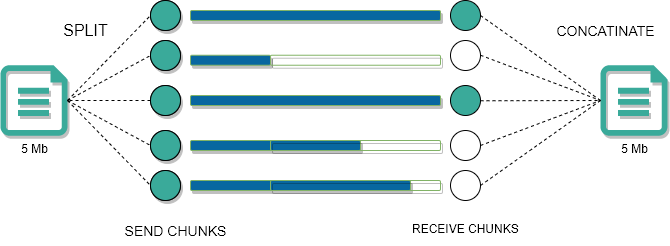 SPLIT
CONCATINATE
5 Mb
5 Mb
SEND CHUNKS
RECEIVE CHUNKS